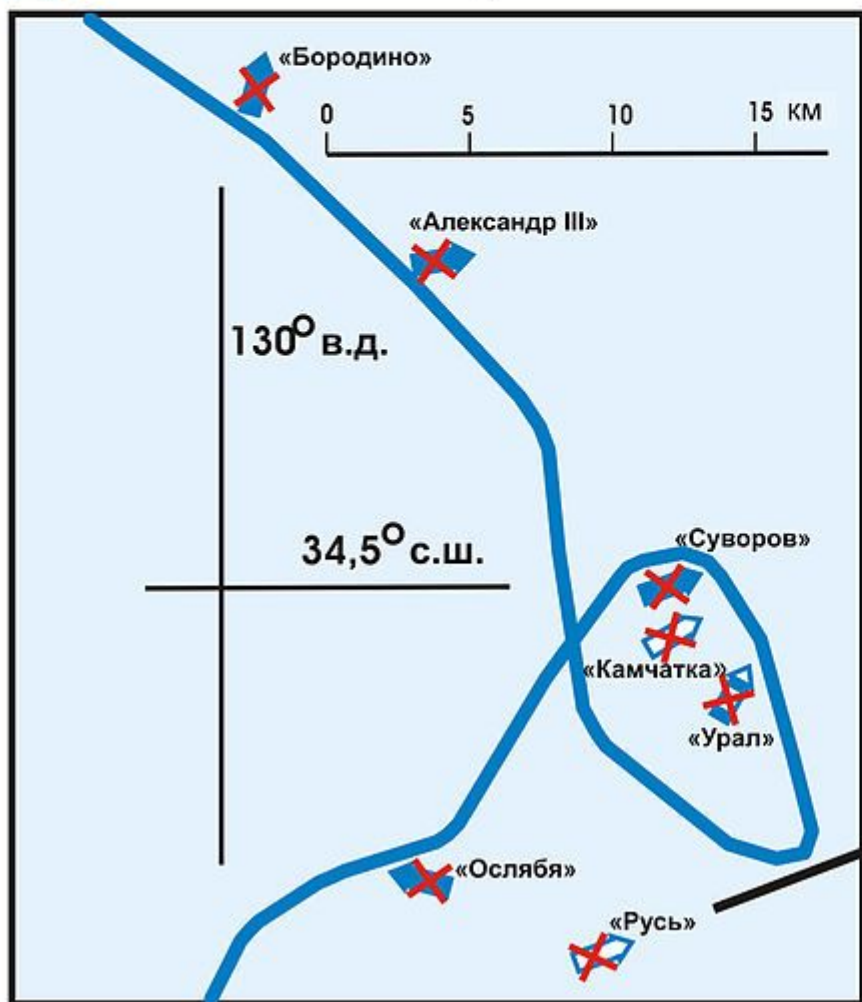 «Бородино»
0 5 10 15 км
«Александр III»
130° в.д.
34,5° с.ш.
«Суворов»
«Камчатка»
«Урал»
«Ослябя»
«Русь»